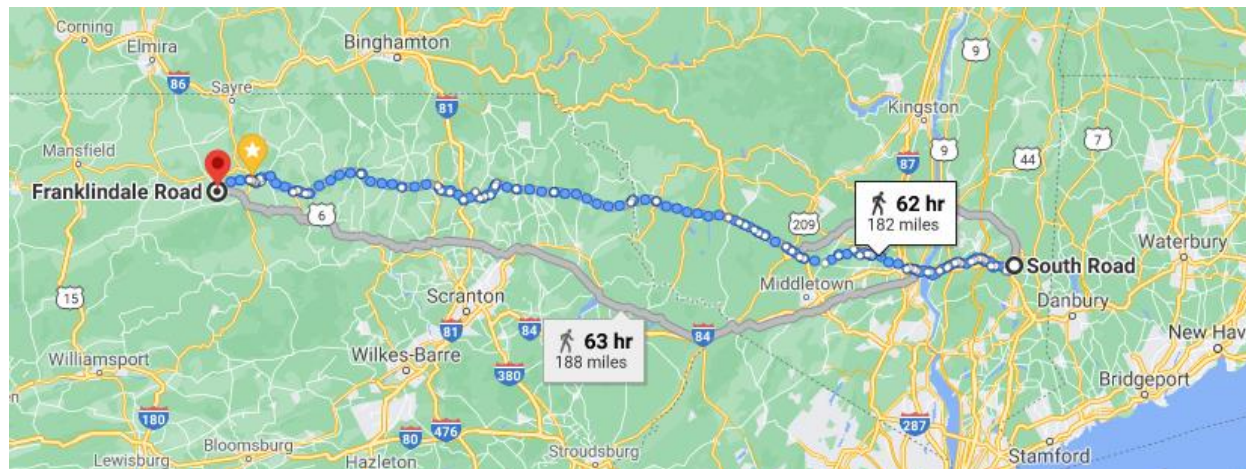 Corning
Elmira
Binghamton
9
86
Sayre
81
Kingston
7
Mansfield
87
9
44
Franklindale Road
6
62 hr
182 miles
209
Waterbury
South Road
15
Middletown
Danbury
Scranton
63 hr
188 miles
81
84
84
New Hav
Williamsport
Wilkes-Barre
380
Bridgeport
180
80
476
287
Bloomsburg
Stamford
Lewisburg
Hazleton
Stroudsburg